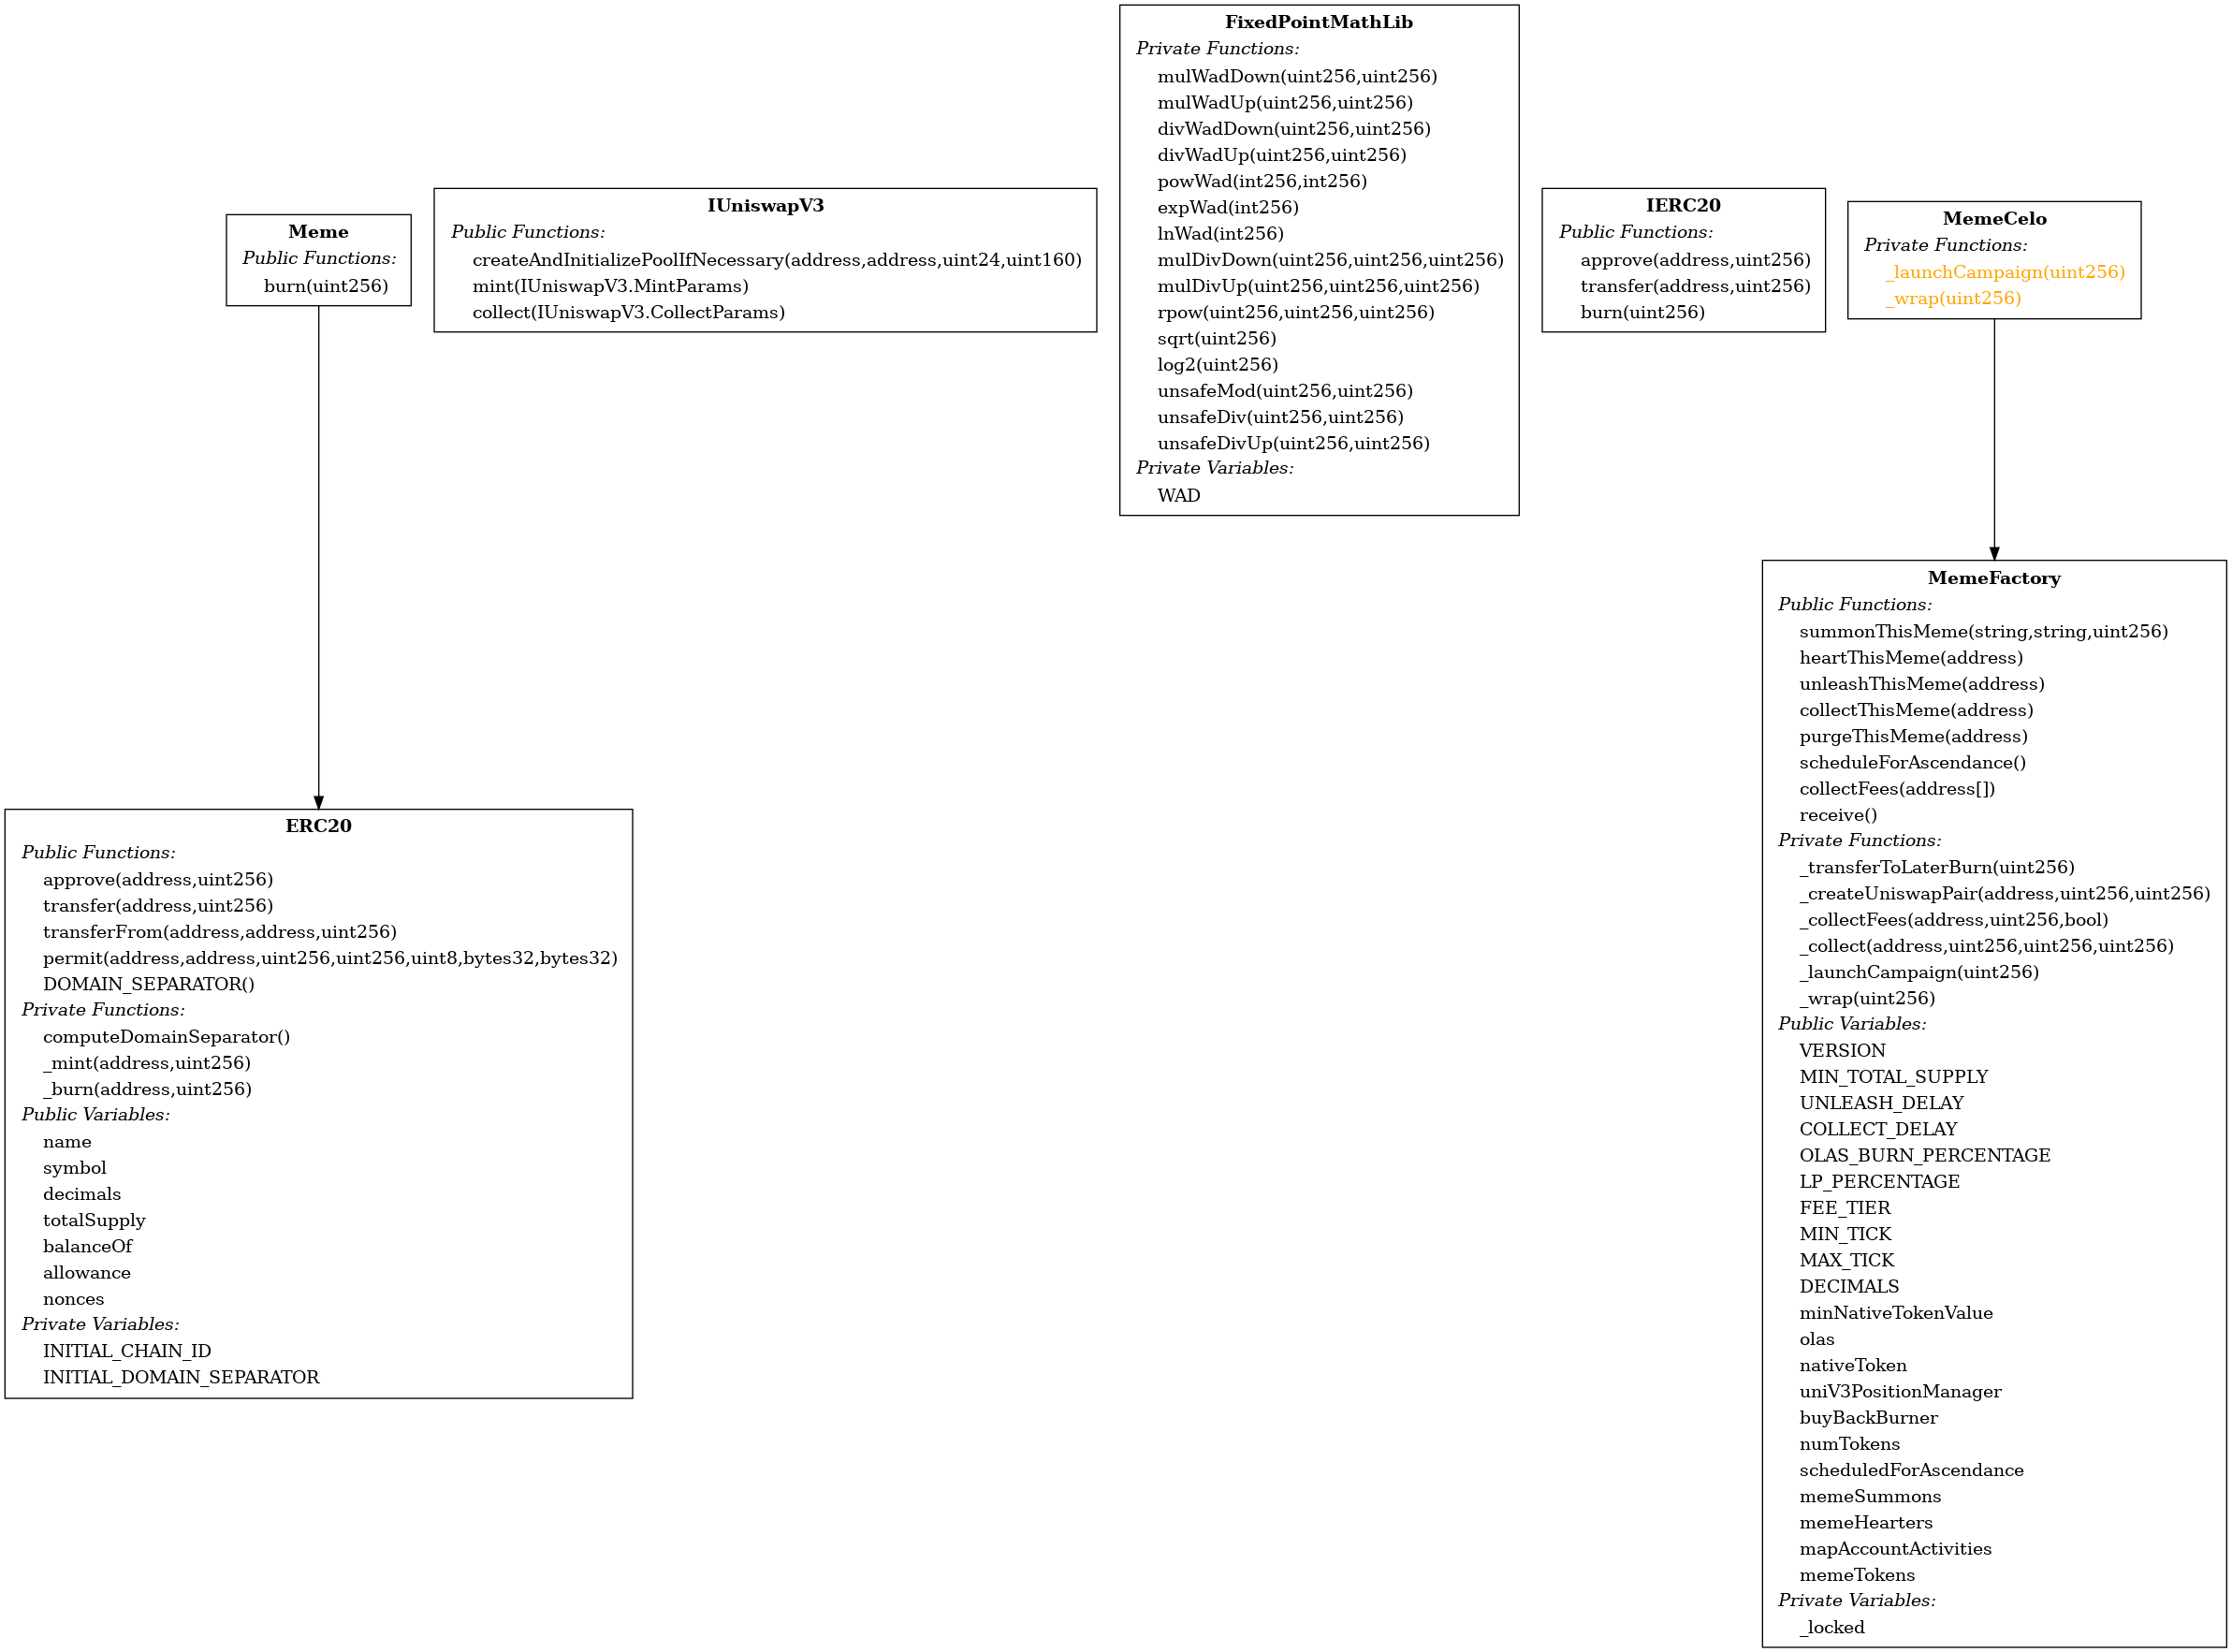 Meme
Public Functions:
burn(uint256)
IUniswapV3
Public Functions:
createAndInitializePoolIfNecessary(address,address,uint24,uint160)
mint(IUniswapV3.MintParams)
collect(IUniswapV3.CollectParams)
FixedPointMathLib
Private Functions:
mulWadDown(uint256,uint256)
mulWadUp(uint256,uint256)
divWadDown(uint256,uint256)
divWadUp(uint256,uint256)
powWad(int256,int256)
expWad(int256)
lnWad(int256)
mulDivDown(uint256,uint256,uint256)
mulDivUp(uint256,uint256,uint256)
rpow(uint256,uint256,uint256)
sqrt(uint256)
log2(uint256)
unsafeMod(uint256,uint256)
unsafeDiv(uint256,uint256)
unsafeDivUp(uint256,uint256)
Private Variables:
WAD
IERC20
Public Functions:
approve(address,uint256)
transfer(address,uint256)
burn(uint256)
MemeCelo
Private Functions:
_launchCampaign(uint256)
_wrap(uint256)
ERC20
Public Functions:
approve(address,uint256)
transfer(address,uint256)
transferFrom(address,address,uint256)
permit(address,address,uint256,uint256,uint8,bytes32,bytes32)
DOMAIN_SEPARATOR()
Private Functions:
computeDomainSeparator()
_mint(address,uint256)
_burn(address,uint256)
Public Variables:
name
symbol
decimals
totalSupply
balanceOf
allowance
nonces
Private Variables:
INITIAL_CHAIN_ID
INITIAL_DOMAIN_SEPARATOR
MemeFactory
Public Functions:
summonThisMeme(string,string,uint256)
heartThisMeme(address)
unleashThisMeme(address)
collectThisMeme(address)
purgeThisMeme(address)
scheduleForAscendance()
collectFees(address[])
receive()
Private Functions:
_transferToLaterBurn(uint256)
_createUniswapPair(address,uint256,uint256)
_collectFees(address,uint256,bool)
_collect(address,uint256,uint256,uint256)
_launchCampaign(uint256)
_wrap(uint256)
Public Variables:
VERSION
MIN_TOTAL_SUPPLY
UNLEASH_DELAY
COLLECT_DELAY
OLAS_BURN_PERCENTAGE
LP_PERCENTAGE
FEE_TIER
MIN_TICK
MAX_TICK
DECIMALS
minNativeTokenValue
olas
nativeToken
uniV3PositionManager
buyBackBurner
numTokens
scheduledForAscendance
memeSummons
memeHearters
mapAccountActivities
memeTokens
Private Variables:
_locked